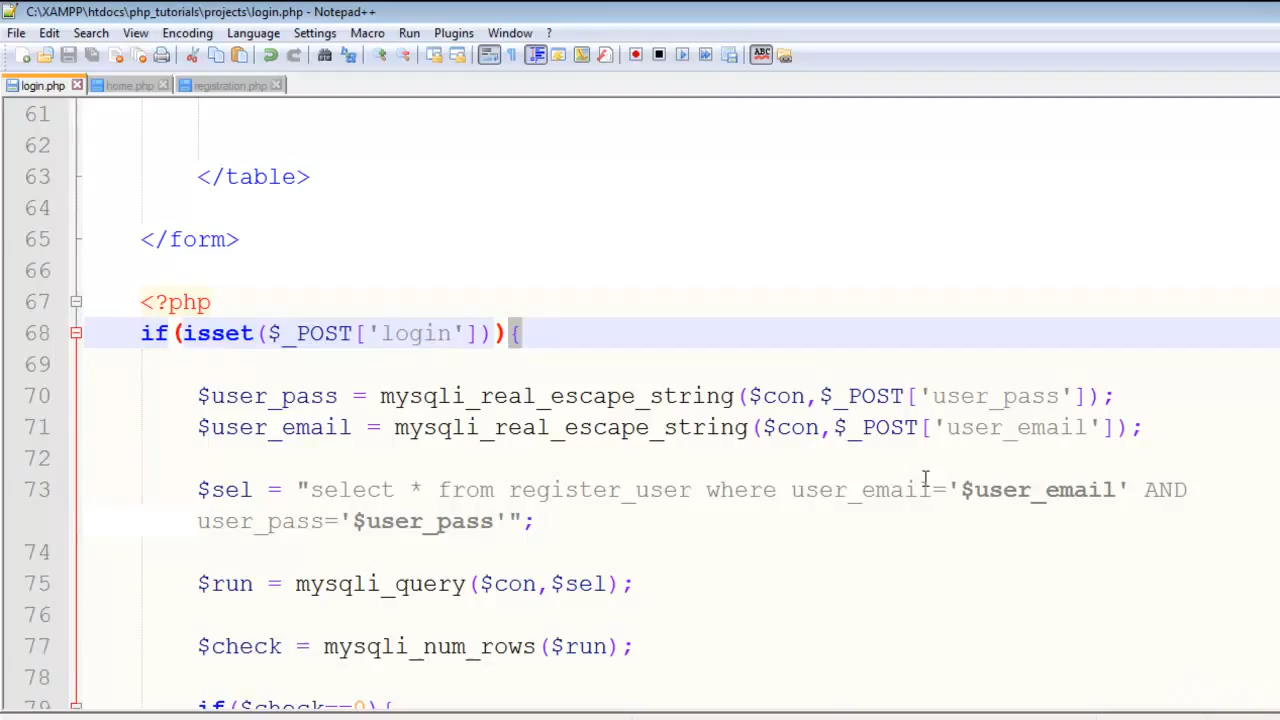 C:\XAMPP\htdocs\php_tutorials\projects\login.php - Notepad++
File Edit Search View Encoding Language Settings Macro Run Plugins Window ?
login.php home.php registration.php
61
62
63 </table>
64
65 </form>
66
67 <?php
68 if(isset($_POST['login'])){
69
70 $user_pass = mysqli_real_escape_string($con,$_POST['user_pass']);
71 $user_email = mysqli_real_escape_string($con,$_POST['user_email']);
72
73 $sel = "select * from register_user where user_email='$user_email' AND
user_pass='$user_pass'";
74
75 $run = mysqli_query($con,$sel);
76
77 $check = mysqli_num_rows($run);
78
79 if($check==0){